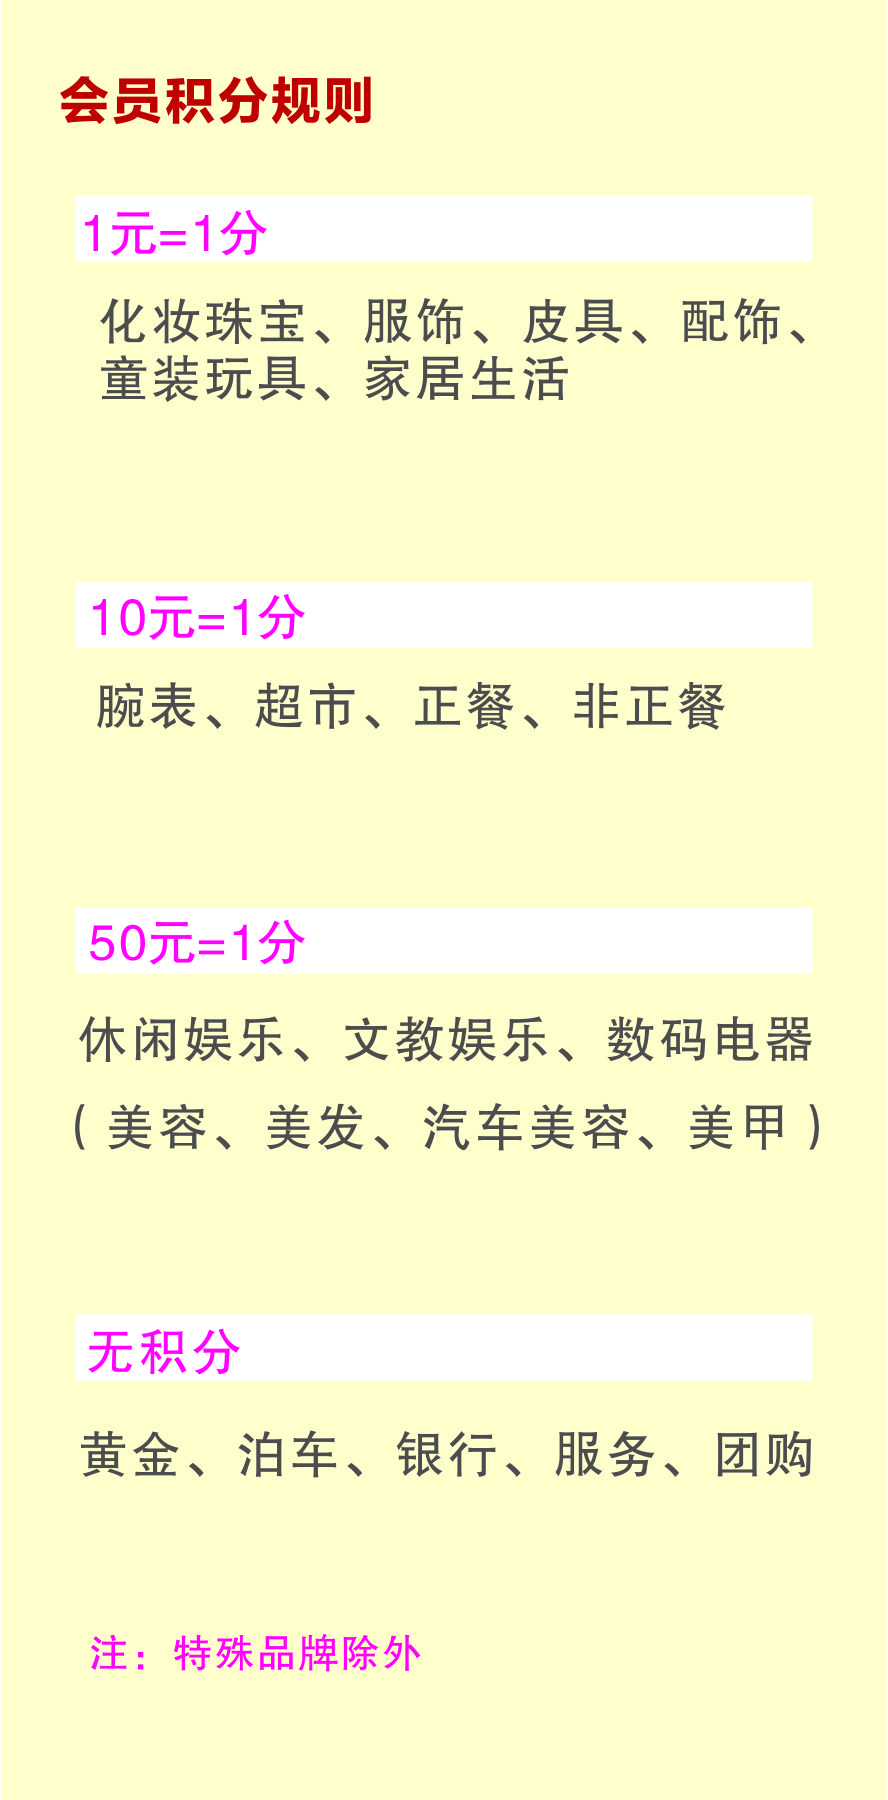 会员积分规则
1元=1分
化妆珠宝、服饰、皮具、配饰、
童装玩具、家居生活
10元=1分
腕表、超市、正餐、非正餐
50元=1分
休闲娱乐、文教娱乐、数码电器
(美容、美发、汽车美容、美甲)
无积分
黄金、泊车、银行、服务、团购
注：特殊品牌除外